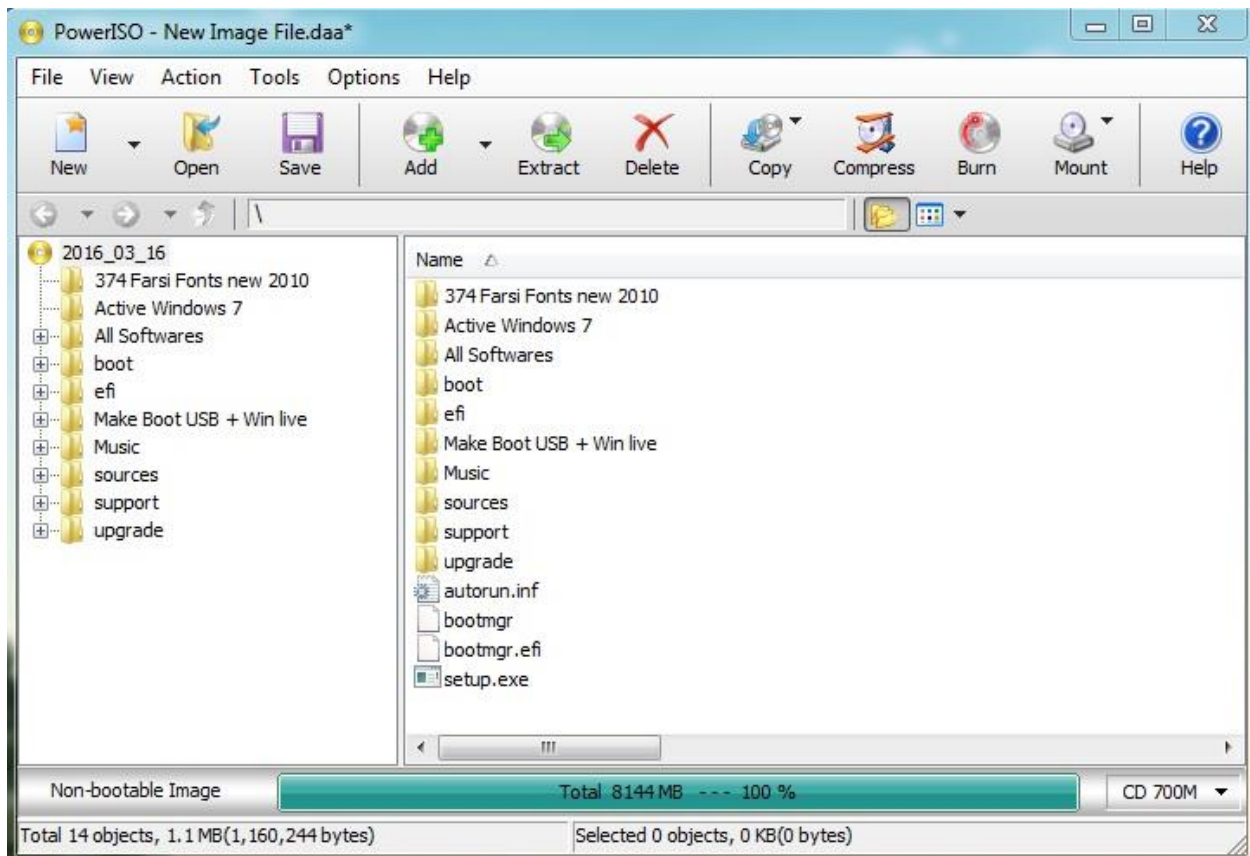 PowerISO - New Image File.daa*
File View Action Tools Options Help
New Open Save Add Extract Delete Copy Compress Burn Mount Help
\
2016_03_16
374 Farsi Fonts new 2010
Active Windows 7
All Softwares
boot
efi
Make Boot USB + Win live
Music
sources
support
upgrade
Name
374 Farsi Fonts new 2010
Active Windows 7
All Softwares
boot
efi
Make Boot USB + Win live
Music
sources
support
upgrade
autorun.inf
bootmgr
bootmgr.efi
setup.exe
Non-bootable Image Total 8144 MB --- 100 % CD 700M
Total 14 objects, 1.1 MB(1,160,244 bytes) Selected 0 objects, 0 KB(0 bytes)